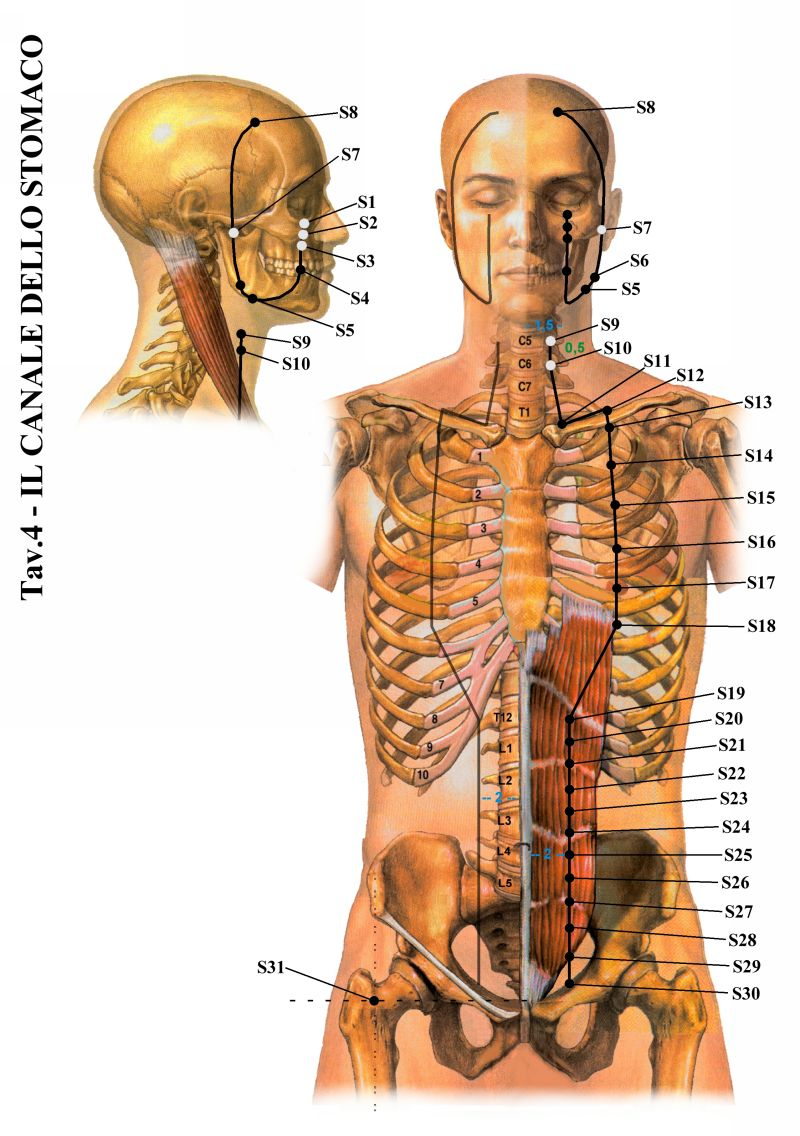 Tav.4 - IL CANALE DELLO STOMACO
S8
S7
S1
S2
S3
S4
S5
S9
S10
S8
S7
S6
S5
-- 1,5 --
S9
0,5
S10
S11
S12
S13
S14
S15
S16
S17
S18
S19
S20
S21
S22
S23
S24
S25
S26
S27
S28
S29
S30
S31
C5
C6
C7
T1
1
2
3
4
5
7
8
9
10
T12
L1
L2
-- 2 --
L3
L4
-- 2 --
L5